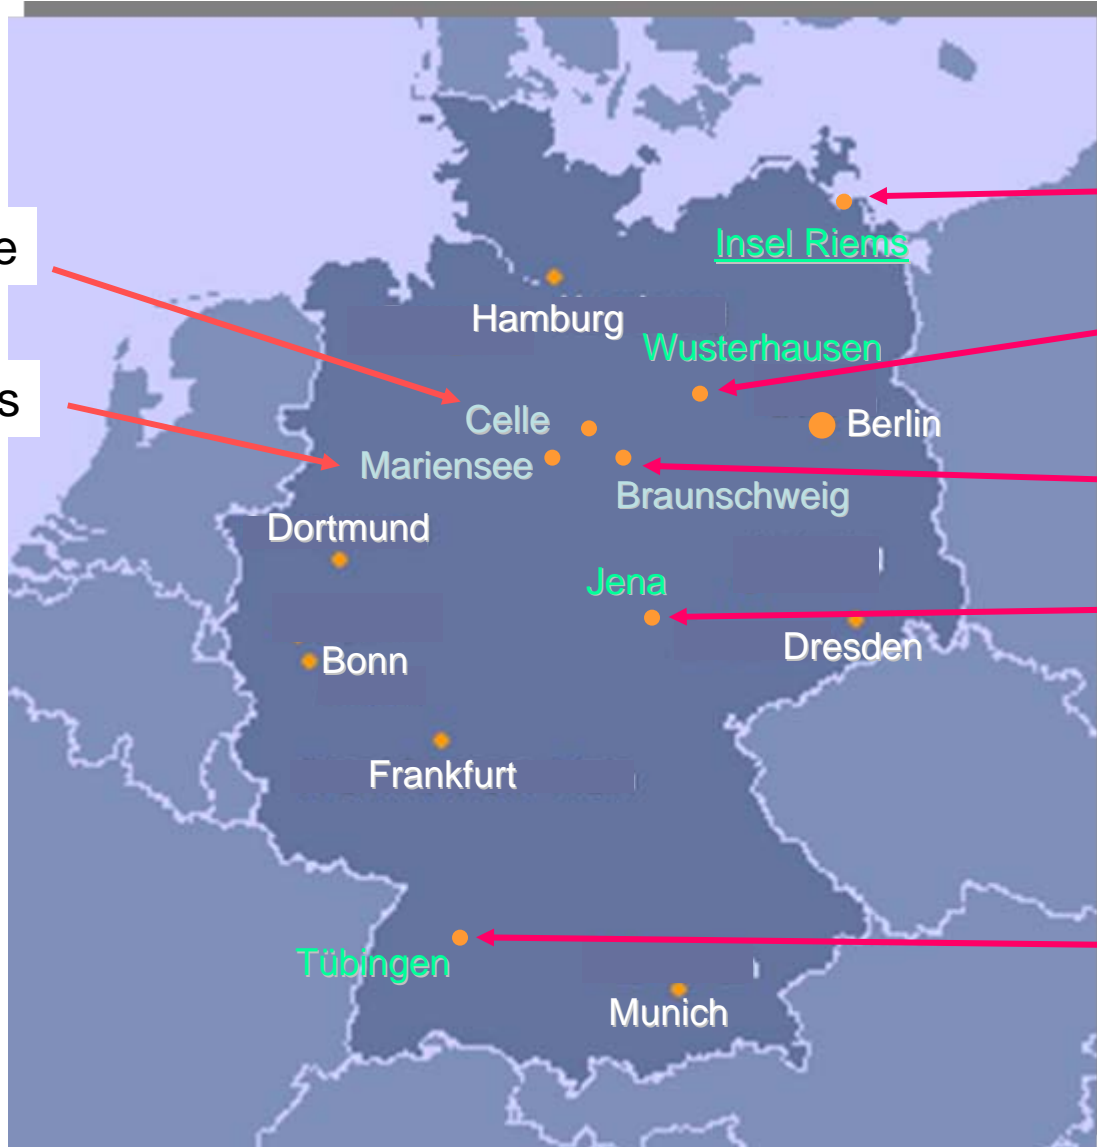 Insel Riems
e
Hamburg
Wusterhausen
s
Celle
Berlin
Mariensee
Braunschweig
Dortmund
Jena
Bonn
Dresden
Frankfurt
Tübingen
Munich